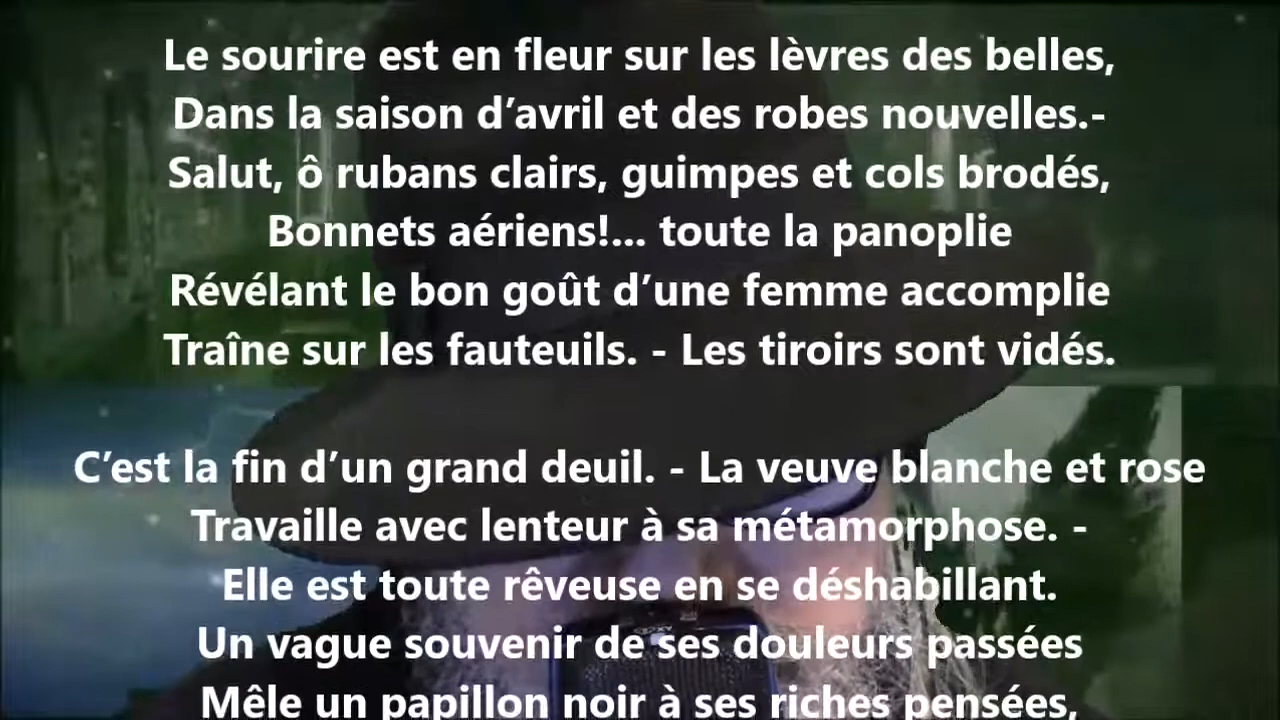 Le sourire est en fleur sur les lèvres des belles,
Dans la saison d’avril et des robes nouvelles.-
Salut, ô rubans clairs, guimpes et cols brodés,
Bonnets aériens!... toute la panoplie
Révélant le bon goût d’une femme accomplie
Traîne sur les fauteuils. - Les tiroirs sont vidés.
C’est la fin d’un grand deuil. - La veuve blanche et rose
Travaille avec lenteur à sa métamorphose. -
Elle est toute rêveuse en se déshabillant.
Un vague souvenir de ses douleurs passées
Mêle un papillon noir à ses riches pensées,